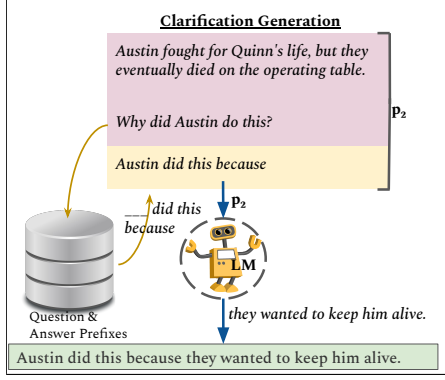 Clarification Generation
Austin fought for Quinn's life, but they
eventually died on the operating table.
Why did Austin do this?
p₂
Austin did this because
p₂
___ did this
because
LM
they wanted to keep him alive.
Question &
Answer Prefixes
Austin did this because they wanted to keep him alive.